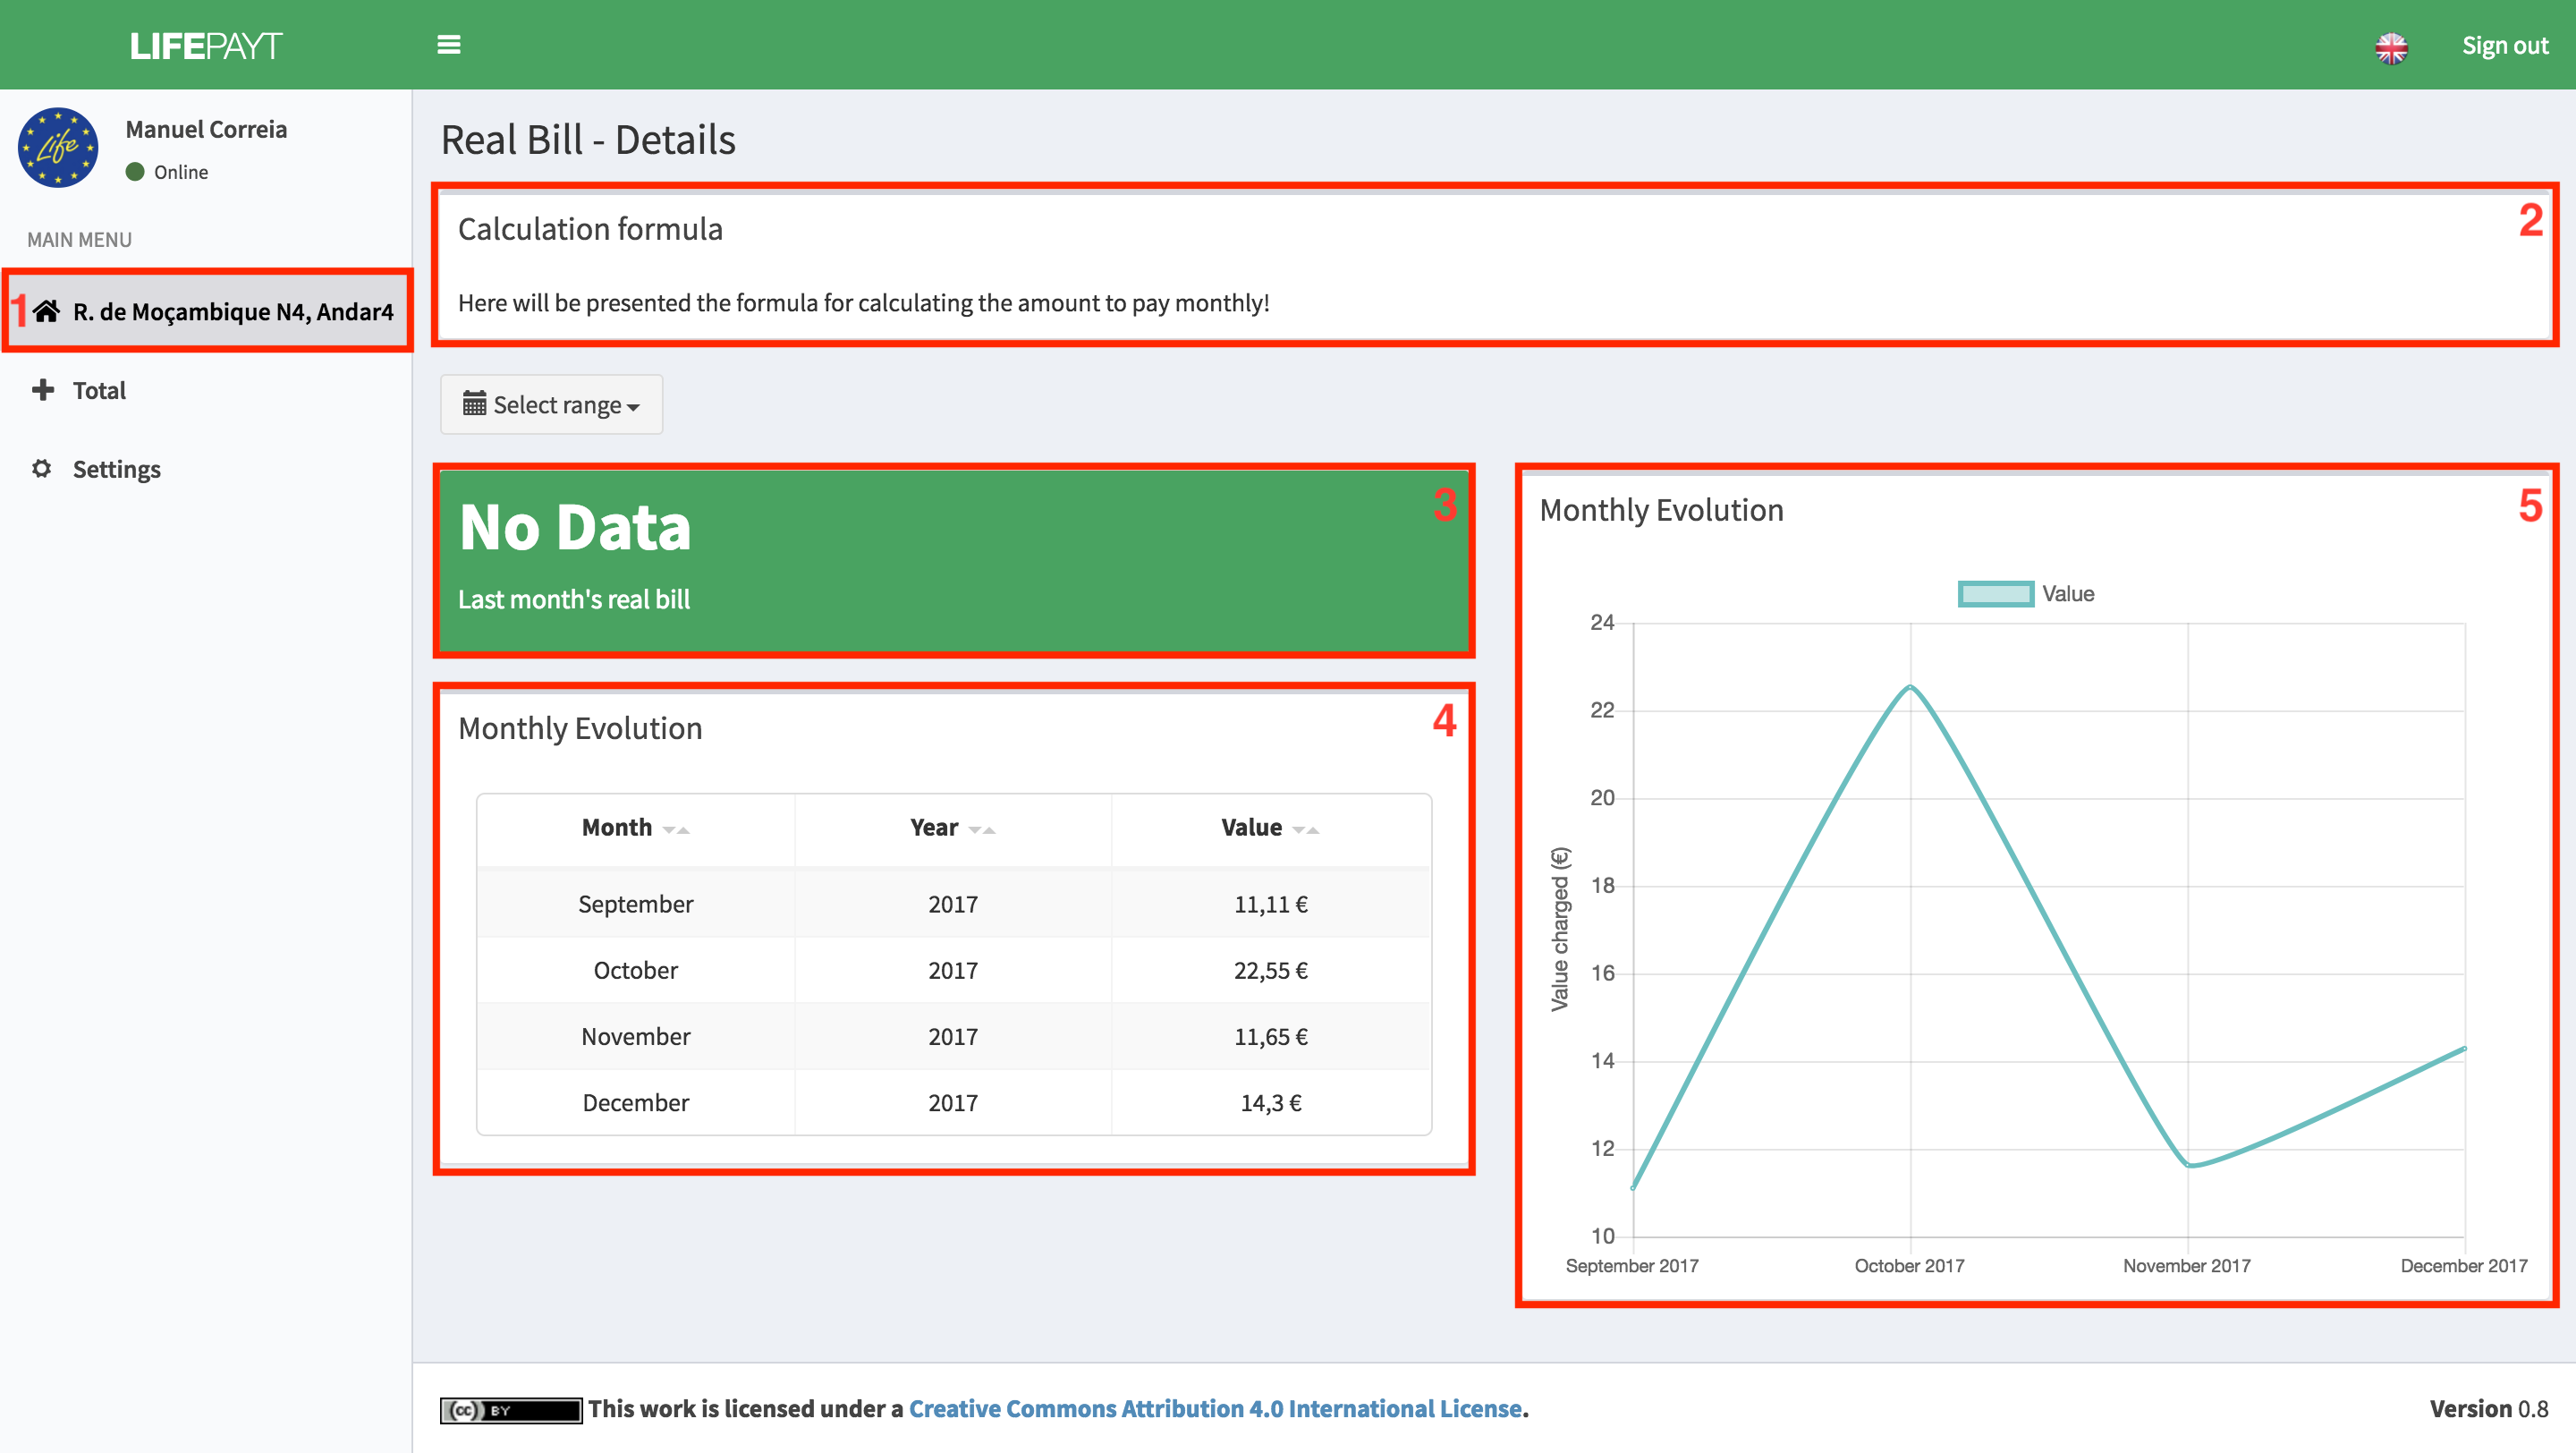 LIFEPAYT
Sign out
Life
Manuel Correia
Online
MAIN MENU
1 R. de Moçambique N4, Andar4
Total
Settings
Real Bill - Details
2
Calculation formula
Here will be presented the formula for calculating the amount to pay monthly!
Select range
3
No Data
Last month's real bill
4
Monthly Evolution
Month Year Value
September 2017 11,11 €
October 2017 22,55 €
November 2017 11,65 €
December 2017 14,3 €
5
Monthly Evolution
Value
Value charged (€)
24
22
20
18
16
14
12
10
September 2017 October 2017 November 2017 December 2017
(cc) BY This work is licensed under a Creative Commons Attribution 4.0 International License.
Version 0.8